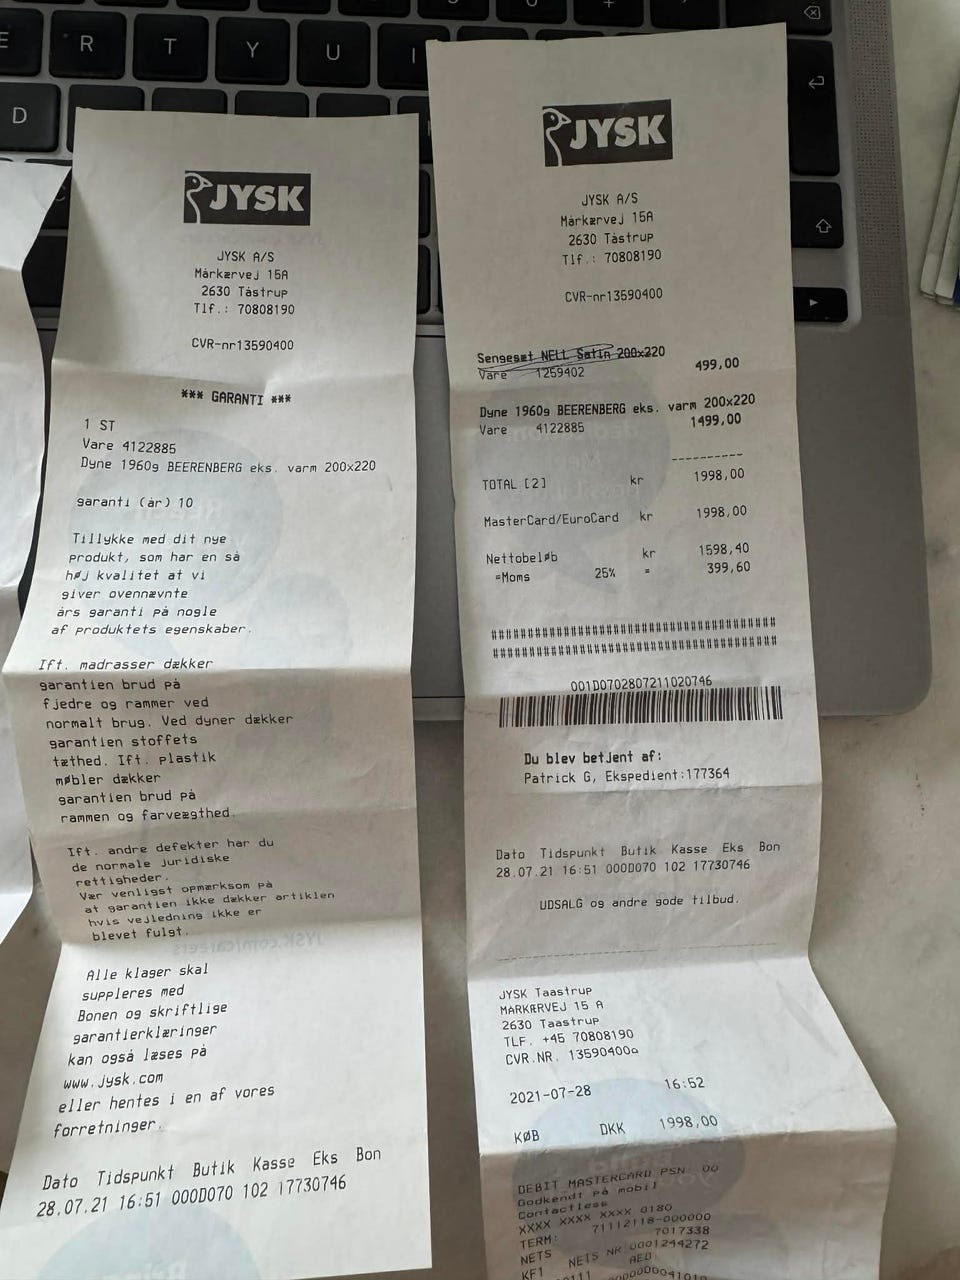 E R T Y U I
D
JYSK
JYSK A/S
Mårkærvej 15A
2630 Tåstrup
Tlf.: 70808190
CVR-nr13590400
*** GARANTI ***
1 ST
Vare 4122885
Dyne 1960g BEERENBERG eks. varm 200x220
garanti (år) 10
Tillykke med dit nye
produkt, som har en så
høj kvalitet at vi
giver ovennævnte
års garanti på nogle
af produktets egenskaber.
Ift. madrasser dækker
garantien brud på
fjedre og rammer ved
normalt brug. Ved dyner dækker
garantien stoffets
tæthed. Ift. plastik
møbler dækker
garantien brud på
rammen og farveægthed.
Ift. andre defekter har du
de normale juridiske
rettigheder.
Vær venligst opmærksom på
at garantien ikke dækker artiklen
hvis vejledning ikke er
blevet fulgt.
Alle klager skal
suppleres med
Bonen og skriftlige
garantierklæringer
kan også læses på
www.jysk.com
eller hentes i en af vores
forretninger.
Dato Tidspunkt Butik Kasse Eks Bon
28.07.21 16:51 000D070 102 17730746
JYSK
JYSK A/S
Mårkærvej 15A
2630 Tåstrup
Tlf.: 70808190
CVR-nr13590400
Sengesæt NELL Satin 200x220
Vare 1259402 499,00
Dyne 1960g BEERENBERG eks. varm 200x220
Vare 4122885 1499,00
----------
TOTAL [2] kr 1998,00
MasterCard/EuroCard kr 1998,00
Nettobeløb kr 1598,40
=Moms 25% = 399,60
########################################
########################################
001D0702807211020746
Du blev betjent af:
Patrick G, Ekspedient:177364
Dato Tidspunkt Butik Kasse Eks Bon
28.07.21 16:51 000D070 102 17730746
UDSALG og andre gode tilbud.
JYSK Taastrup
MARKÆRVEJ 15 A
2630 Taastrup
TLF. +45 70808190
CVR.NR. 13590400
2021-07-28 16:52
KØB DKK 1998,00
DEBIT MASTERCARD PSN: 00
Godkendt på mobil
Contactless
XXXX XXXX XXXX 0180
TERM: 71112118-000000
NETS 7017338
KF1 NETS NR:0001244272
AED